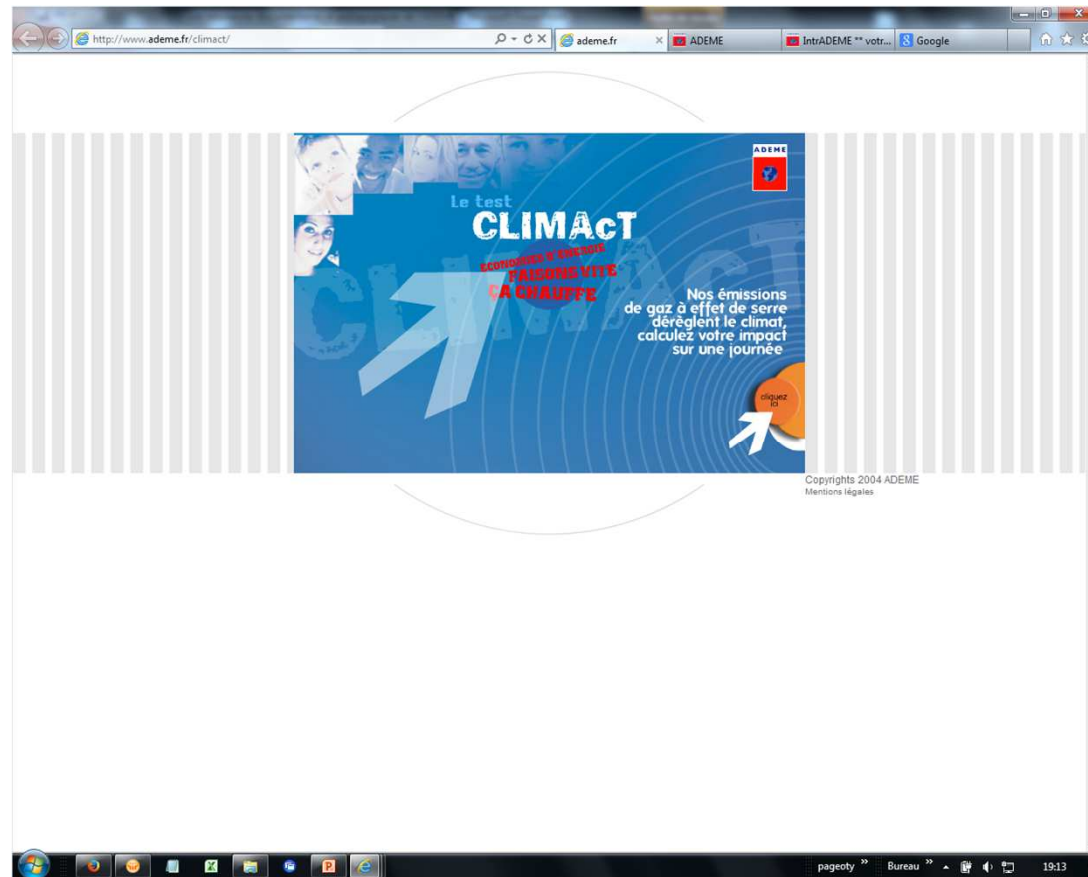 http://www.ademe.fr/climact/
ademe.fr
ADEME
IntrADEME ** votr...
Google
ADEME
Le test
CLIMAcT
ECONOMIES D'ENERGIE
FAISONS VITE
ÇA CHAUFFE
CLIMACT
Nos émissions
de gaz à effet de serre
dérèglent le climat,
calculez votre impact
sur une journée
cliquez
ici
Copyrights 2004 ADEME
Mentions légales
pageoty
Bureau
19:13